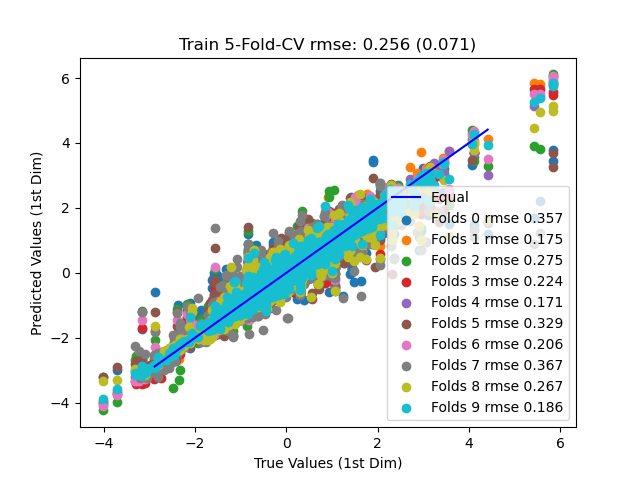 Train 5-Fold-CV rmse: 0.256 (0.071)
Predicted Values (1st Dim)
6
4
2
0
−2
−4
Equal
Folds 0 rmse 0.357
Folds 1 rmse 0.175
Folds 2 rmse 0.275
Folds 3 rmse 0.224
Folds 4 rmse 0.171
Folds 5 rmse 0.329
Folds 6 rmse 0.206
Folds 7 rmse 0.367
Folds 8 rmse 0.267
Folds 9 rmse 0.186
−4 −2 0 2 4 6
True Values (1st Dim)